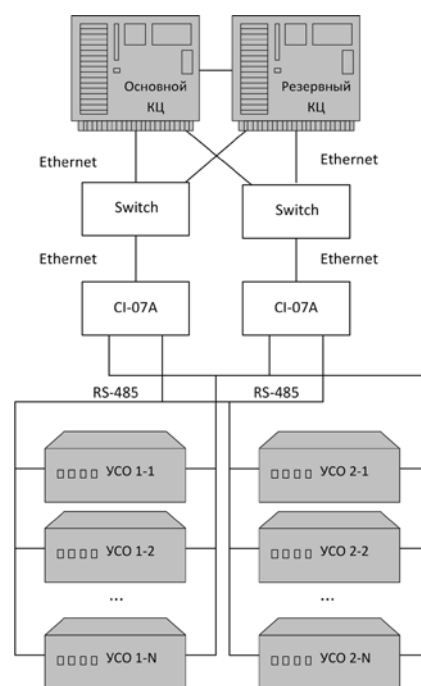 Основной
КЦ
Резервный
КЦ
Ethernet
Ethernet
Switch
Switch
Ethernet
Ethernet
CI-07A
CI-07A
RS-485
RS-485
УСО 1-1
УСО 2-1
УСО 1-2
УСО 2-2
...
...
УСО 1-N
УСО 2-N